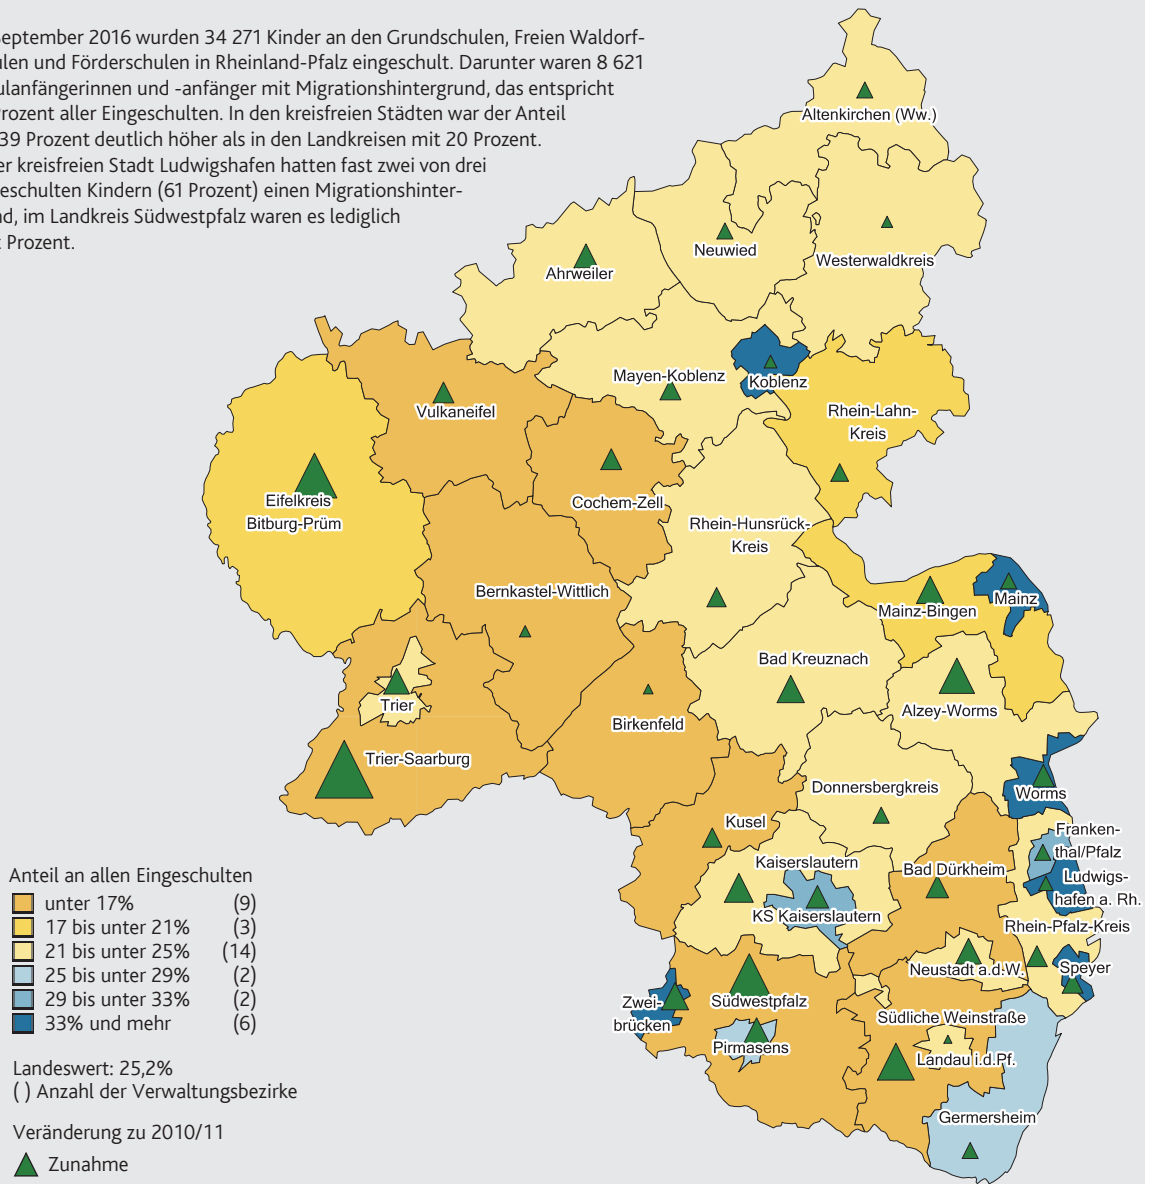 September 2016 wurden 34 271 Kinder an den Grundschulen, Freien Waldorf-
ulen und Förderschulen in Rheinland-Pfalz eingeschult. Darunter waren 8 621
ulanfängerinnen und -anfänger mit Migrationshintergrund, das entspricht
Prozent aller Eingeschulten. In den kreisfreien Städten war der Anteil
39 Prozent deutlich höher als in den Landkreisen mit 20 Prozent.
er kreisfreien Stadt Ludwigshafen hatten fast zwei von drei
geschulten Kindern (61 Prozent) einen Migrationshinter-
nd, im Landkreis Südwestpfalz waren es lediglich
t Prozent.
Altenkirchen (Ww.)
Neuwied
Westerwaldkreis
Ahrweiler
Mayen-Koblenz
Koblenz
Vulkaneifel
Rhein-Lahn-
Kreis
Eifelkreis
Bitburg-Prüm
Cochem-Zell
Rhein-Hunsrück-
Kreis
Bernkastel-Wittlich
Mainz-Bingen
Mainz
Bad Kreuznach
Trier
Birkenfeld
Alzey-Worms
Trier-Saarburg
Donnersbergkreis
Worms
Kusel
Franken-
thal/Pfalz
Kaiserslautern
Bad Dürkheim
Ludwigs-
hafen a. Rh.
KS Kaiserslautern
Rhein-Pfalz-Kreis
Neustadt a.d.W.
Speyer
Zwei-
brücken
Südwestpfalz
Südliche Weinstraße
Pirmasens
Landau i.d.Pf.
Germersheim
Anteil an allen Eingeschulten
unter 17% (9)
17 bis unter 21% (3)
21 bis unter 25% (14)
25 bis unter 29% (2)
29 bis unter 33% (2)
33% und mehr (6)
Landeswert: 25,2%
( ) Anzahl der Verwaltungsbezirke
Veränderung zu 2010/11
Zunahme